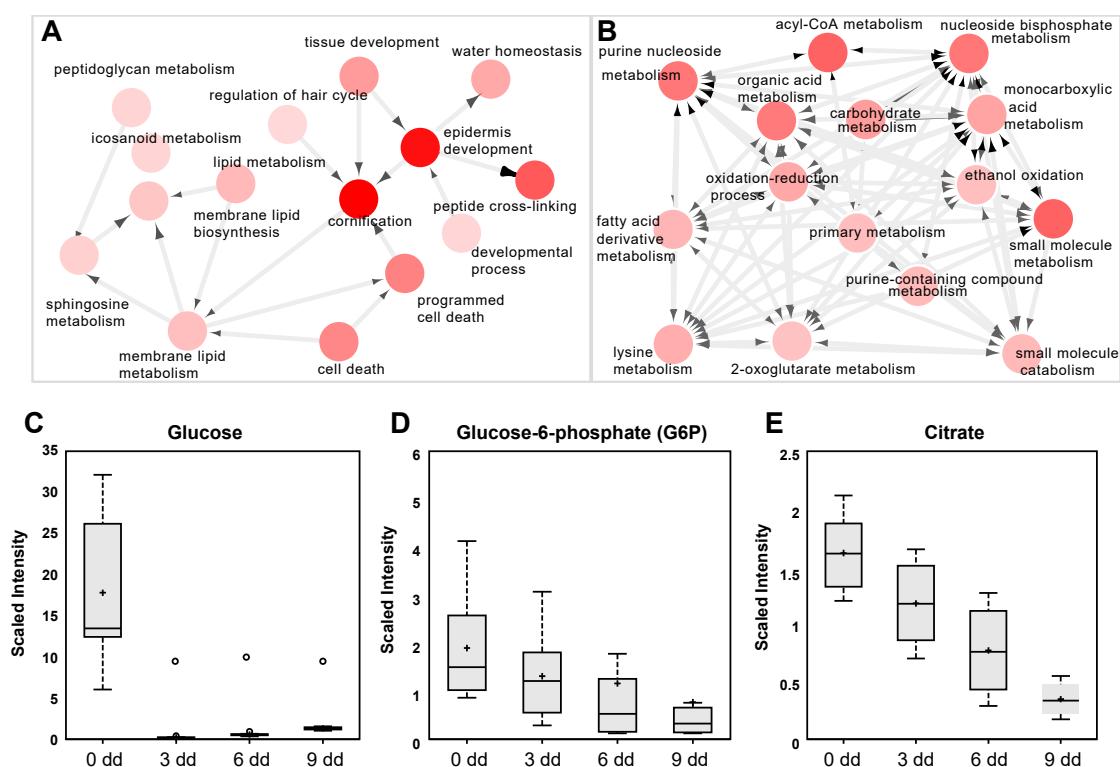 A
tissue development
water homeostasis
peptidoglycan metabolism
regulation of hair cycle
icosanoid metabolism
epidermis
development
lipid metabolism
membrane lipid
biosynthesis
cornification
peptide cross-linking
developmental
process
sphingosine
metabolism
programmed
cell death
membrane lipid
metabolism
cell death
B
acyl-CoA metabolism
nucleoside bisphosphate
metabolism
purine nucleoside
metabolism
organic acid
metabolism
monocarboxylic
acid
metabolism
carbohydrate
metabolism
oxidation-reduction
process
ethanol oxidation
fatty acid
derivative
metabolism
primary metabolism
small molecule
metabolism
purine-containing compound
metabolism
lysine
metabolism
2-oxoglutarate metabolism
small molecule
catabolism
C
Glucose
Scaled Intensity
35
30
25
20
15
10
5
0
0 dd 3 dd 6 dd 9 dd
D
Glucose-6-phosphate (G6P)
Scaled Intensity
6
5
4
3
2
1
0
0 dd 3 dd 6 dd 9 dd
E
Citrate
Scaled Intensity
2.5
2
1.5
1
0.5
0
0 dd 3 dd 6 dd 9 dd